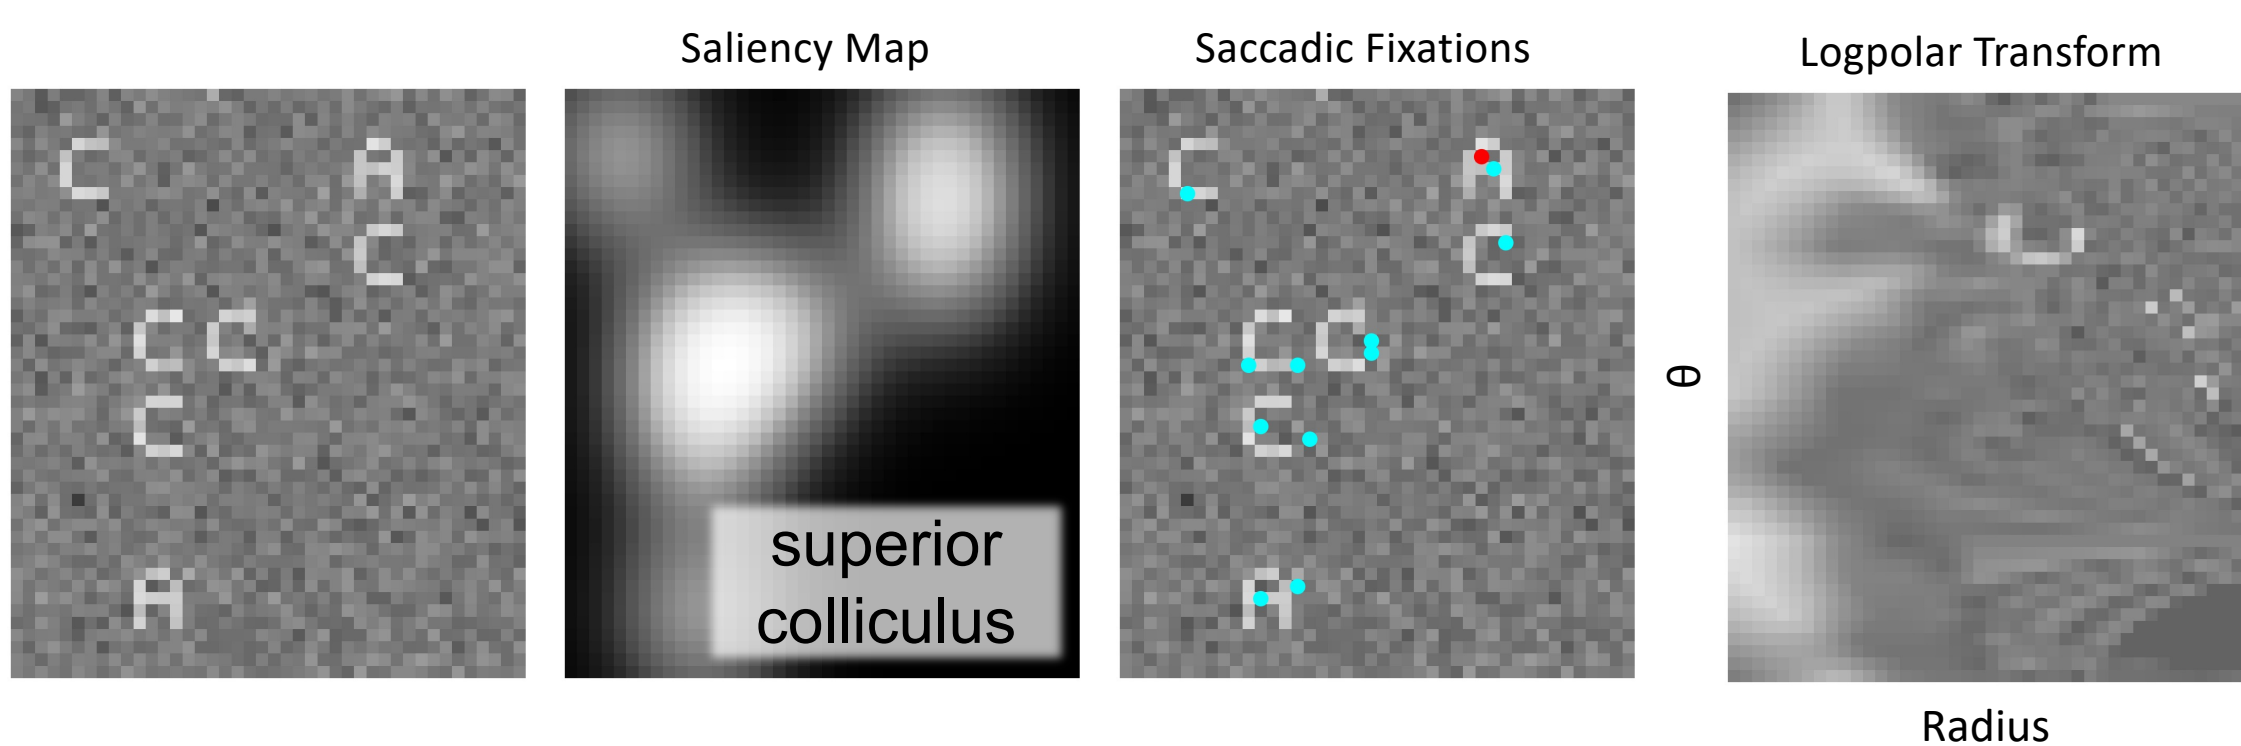 Saliency Map
Saccadic Fixations
Logpolar Transform
C A
C
C C
C
A
superior
colliculus
C A
C
C C
C
A
θ
Radius